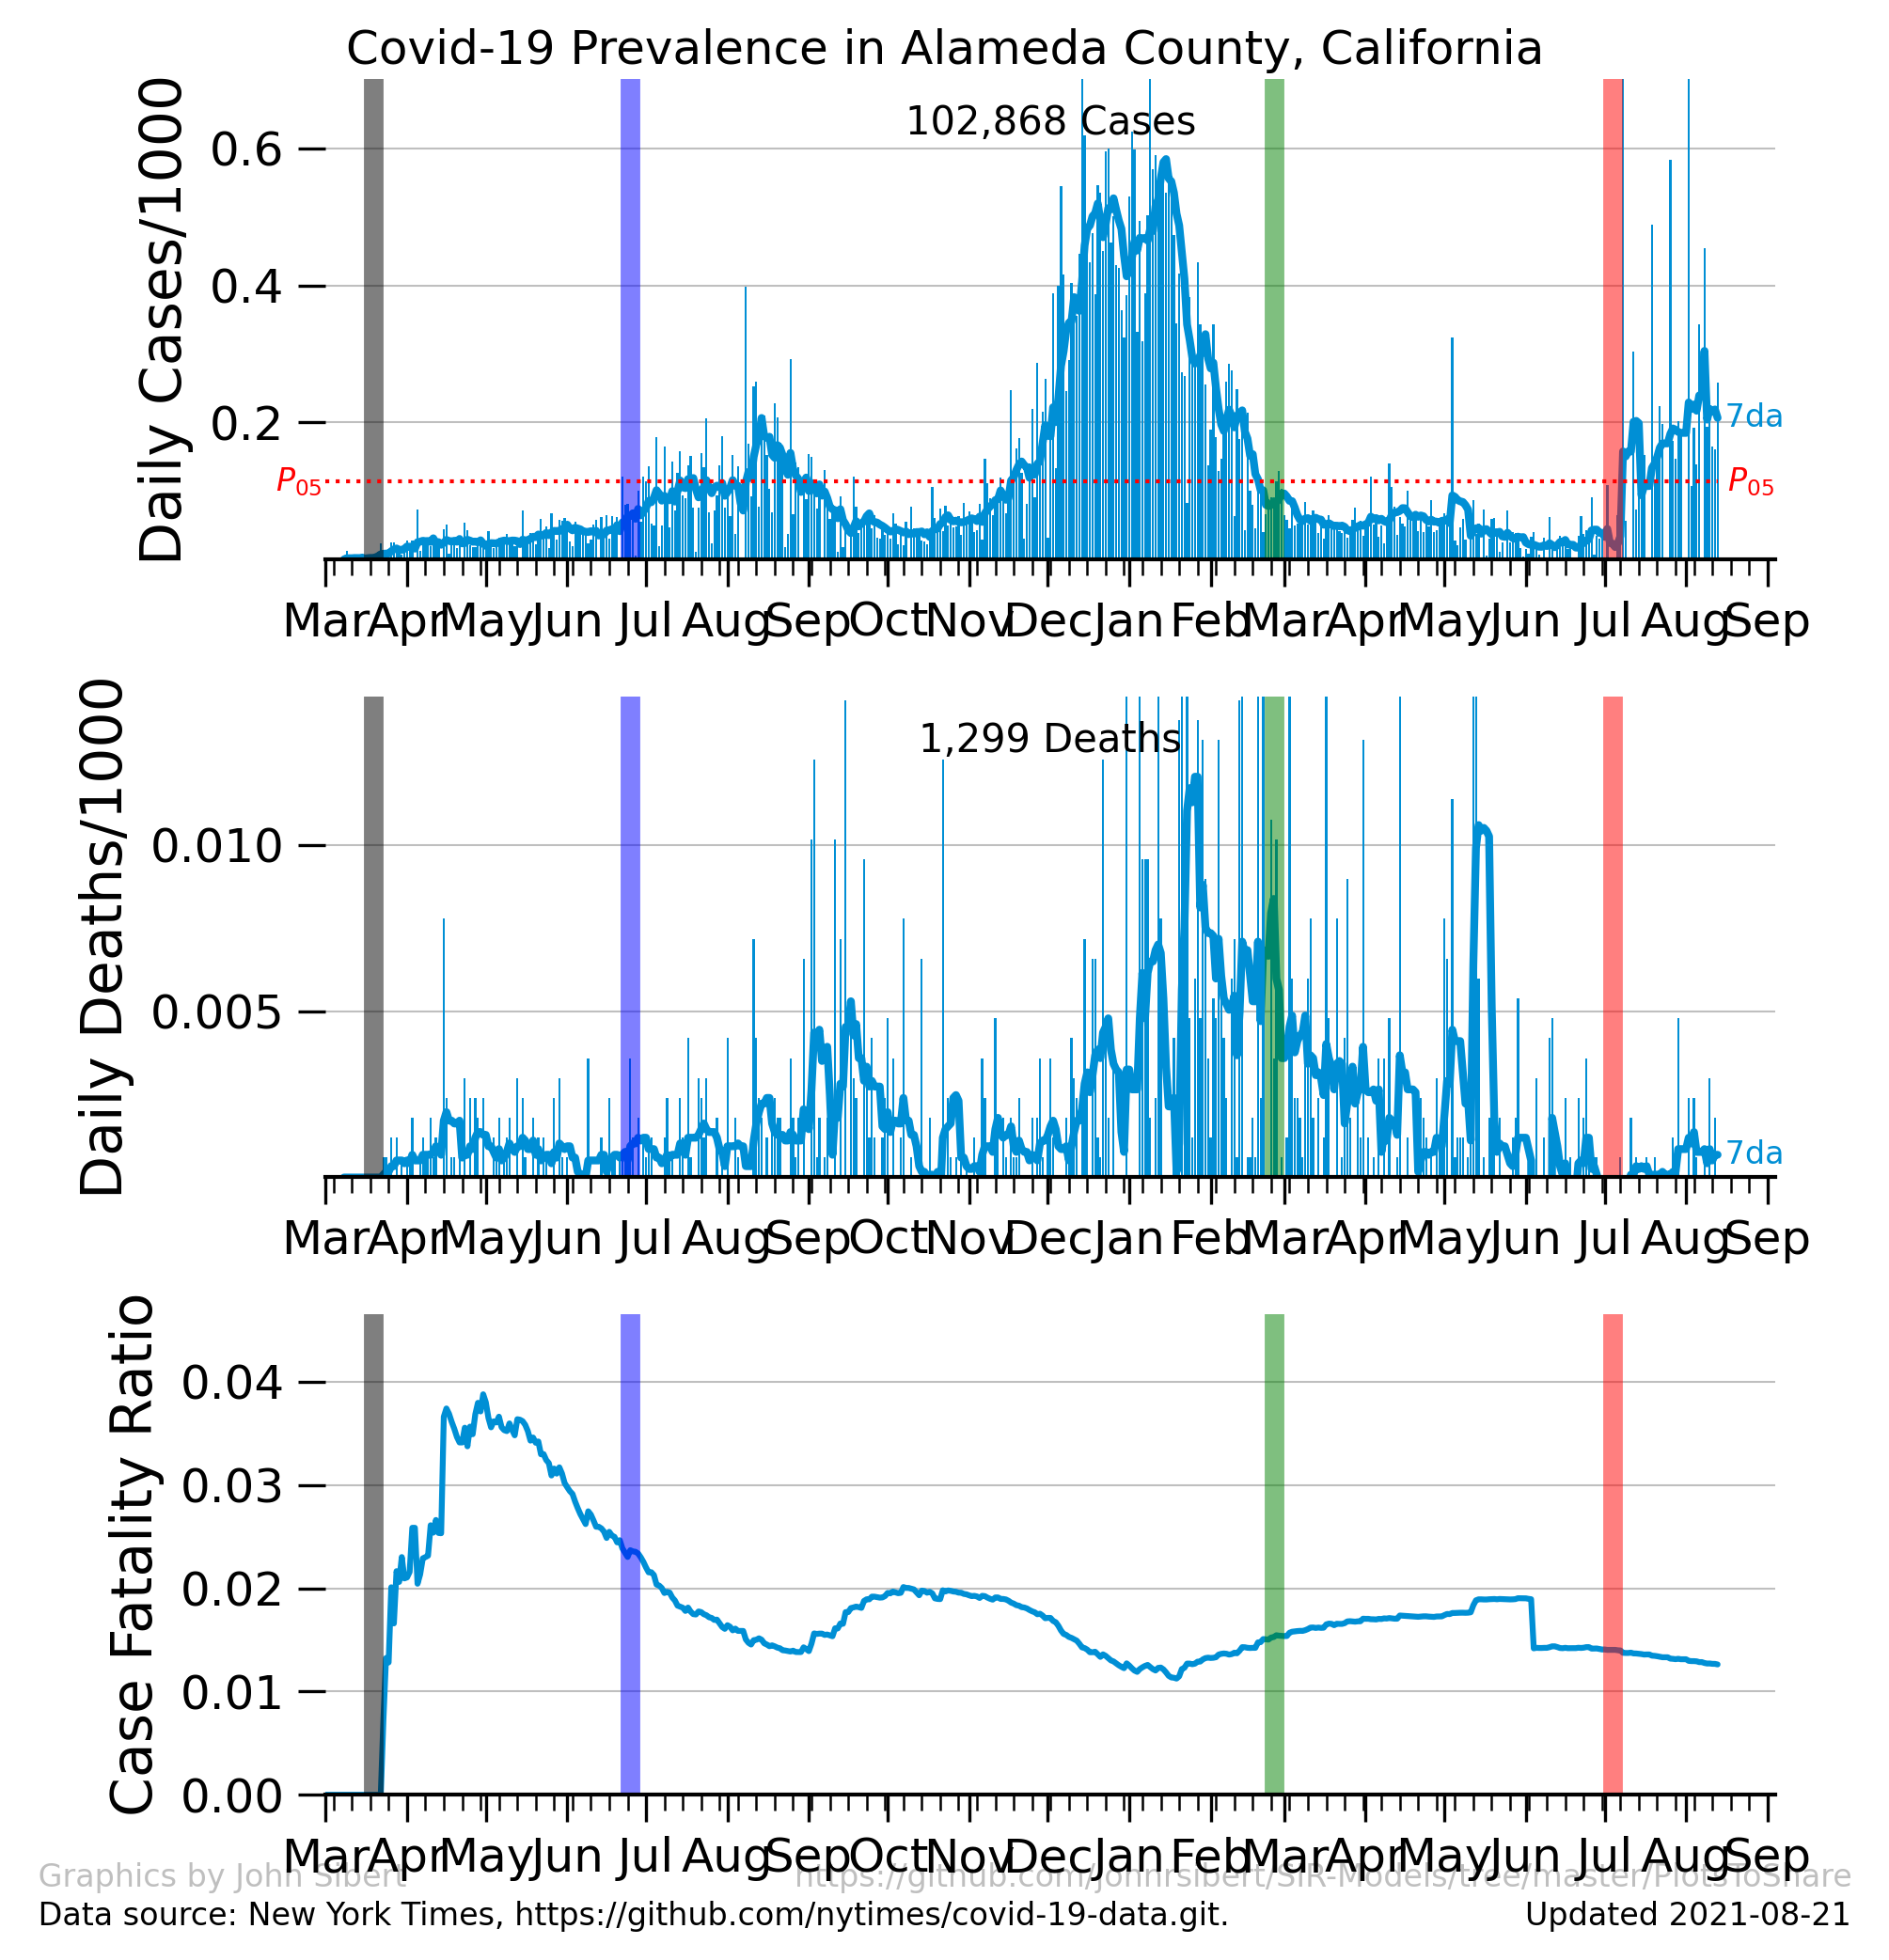 Covid-19 Prevalence in Alameda County, California
Daily Cases/1000
102,868 Cases
0.6
0.4
0.2
P05
7da
P05
Mar Apr May Jun Jul Aug Sep Oct Nov Dec Jan Feb Mar Apr May Jun Jul Aug Sep
Daily Deaths/1000
1,299 Deaths
0.010
0.005
7da
Mar Apr May Jun Jul Aug Sep Oct Nov Dec Jan Feb Mar Apr May Jun Jul Aug Sep
Case Fatality Ratio
0.04
0.03
0.02
0.01
0.00
Mar Apr May Jun Jul Aug Sep Oct Nov Dec Jan Feb Mar Apr May Jun Jul Aug Sep
Graphics by John Sibert https://github.com/johnrsibert/SIR-Models/tree/master/PlotsToShare
Data source: New York Times, https://github.com/nytimes/covid-19-data.git. Updated 2021-08-21